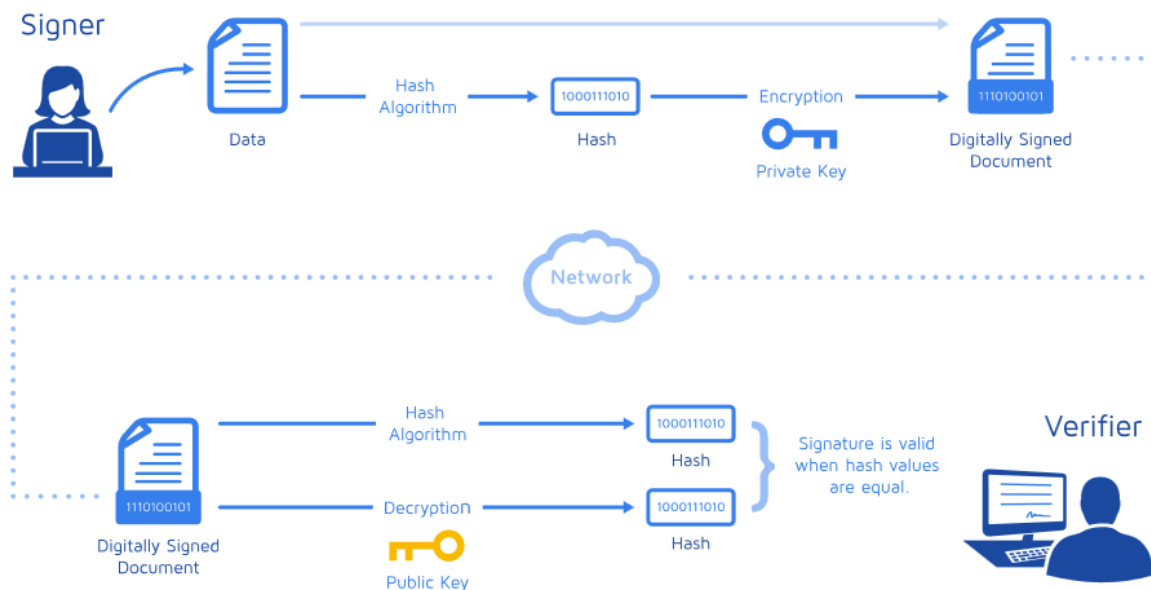 Signer
Hash
Algorithm
1000111010
Encryption
1110100101
Data
Hash
Private Key
Digitally Signed
Document
Network
Hash
Algorithm
1000111010
Hash
Signature is valid
when hash values
are equal.
Verifier
1110100101
Decryption
1000111010
Hash
Digitally Signed
Document
Public Key